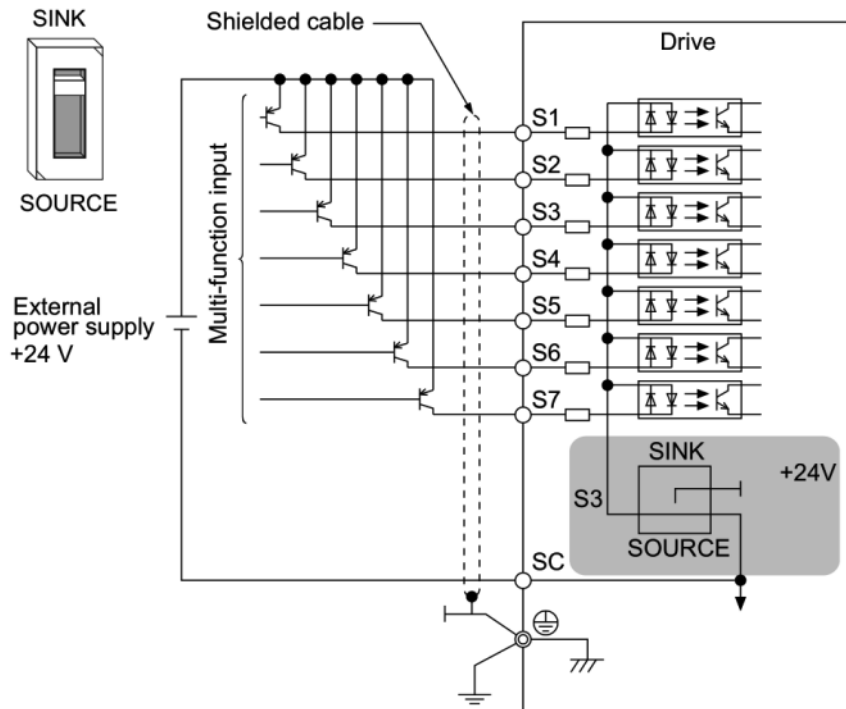 SINK
SOURCE
Shielded cable
Drive
Multi-function input
External
power supply
+24 V
S1
S2
S3
S4
S5
S6
S7
SINK
+24V
S3
SOURCE
SC